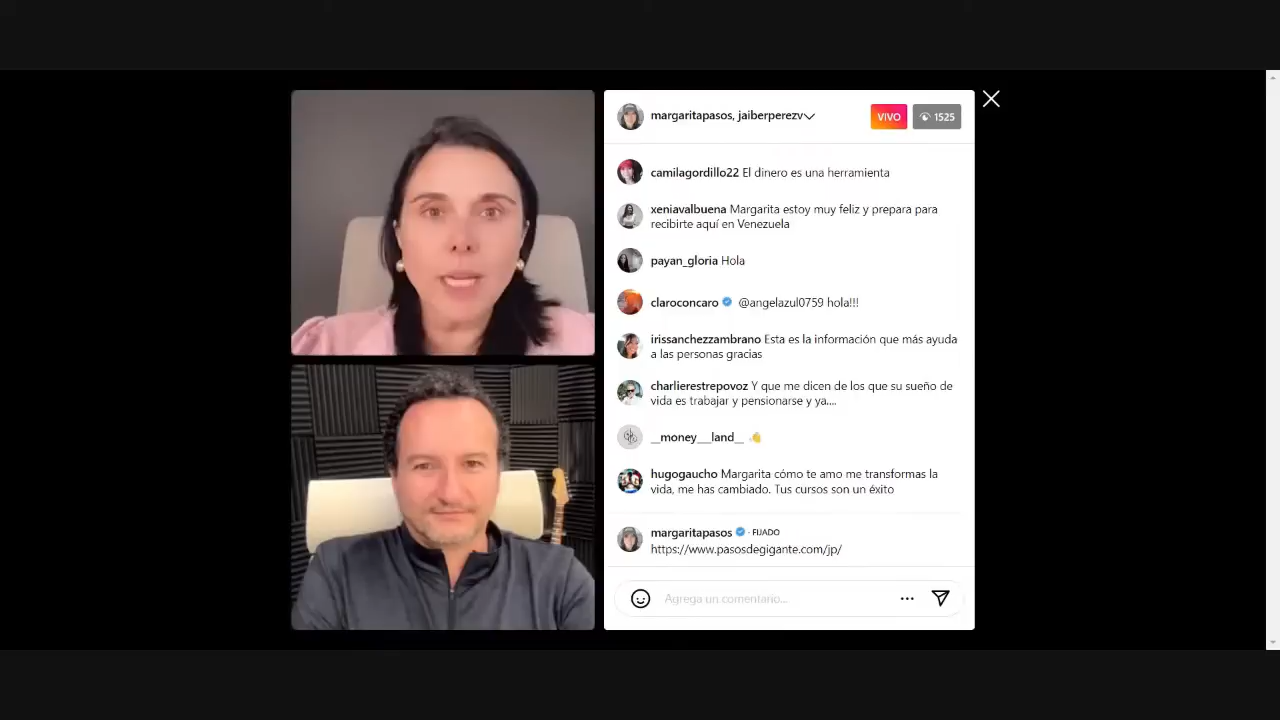 margaritapasos, jaiberperezv
VIVO
1525
camilagordillo22 El dinero es una herramienta
xeniavalbuena Margarita estoy muy feliz y prepara para
recibirte aquí en Venezuela
payan_gloria Hola
claroconcaro @angelazul0759 hola!!!
irissanchezzambrano Esta es la información que más ayuda
a las personas gracias
charlierestrepovoz Y que me dicen de los que su sueño de
vida es trabajar y pensionarse y ya....
__money___land__ 👏
hugogaucho Margarita cómo te amo me transformas la
vida, me has cambiado. Tus cursos son un éxito
margaritapasos · FIJADO
https://www.pasosdegigante.com/jp/
Agrega un comentario...